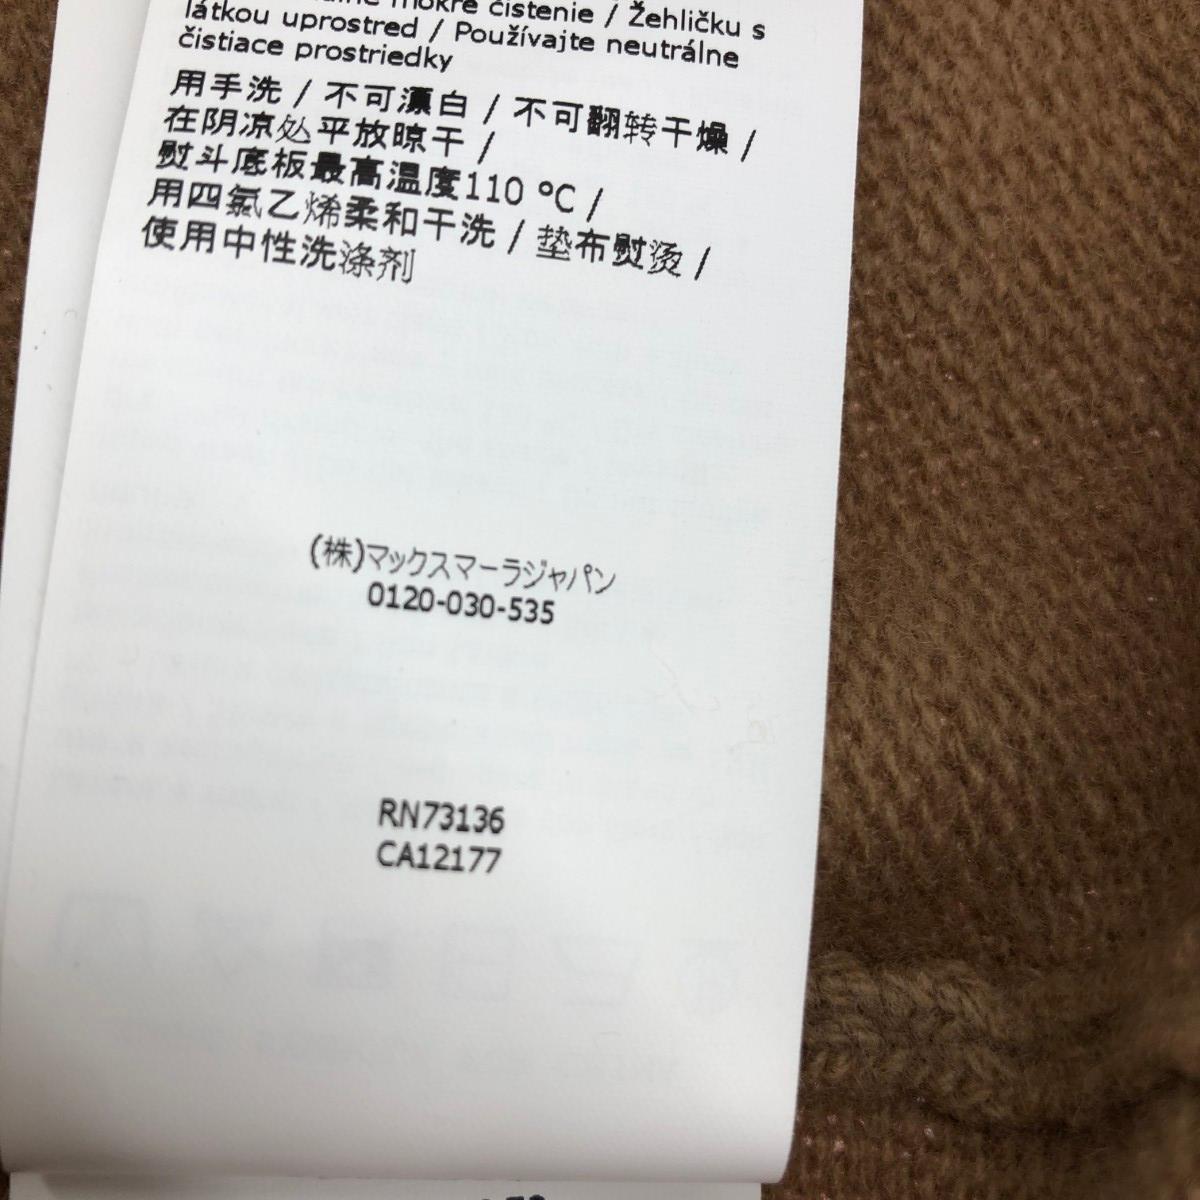 mokré čistenie / Žehličku s
látkou uprostred / Používajte neutrálne
čistiace prostriedky
用手洗 / 不可漂白 / 不可翻转干燥 /
在阴凉处平放晾干 /
熨斗底板最高温度110 °C /
用四氯乙烯柔和干洗 / 垫布熨烫 /
使用中性洗涤剂
(株)マックスマーラジャパン
0120-030-535
RN73136
CA12177